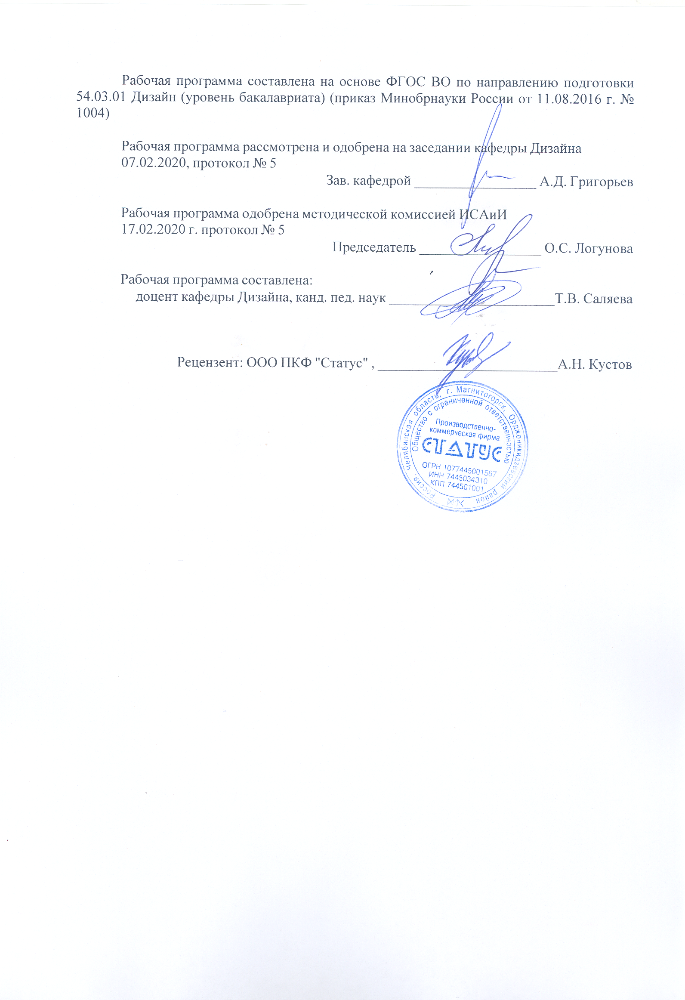 Рабочая программа составлена на основе ФГОС ВО по направлению подготовки
54.03.01 Дизайн (уровень бакалавриата) (приказ Минобрнауки России от 11.08.2016 г. №
1004)
Рабочая программа рассмотрена и одобрена на заседании кафедры Дизайна
07.02.2020, протокол № 5
Зав. кафедрой _________________ А.Д. Григорьев
Рабочая программа одобрена методической комиссией ИСАиИ
17.02.2020 г. протокол № 5
Председатель _________________ О.С. Логунова
Рабочая программа составлена:
доцент кафедры Дизайна, канд. пед. наук _______________________Т.В. Саляева
Рецензент: ООО ПКФ "Статус" , _________________________А.Н. Кустов
Россия. Челябинская область, г. Магнитогорск, Орджоникидзевский район
Общество с ограниченной ответственностью
Производственно-
коммерческая фирма
СТАТУС
ОГРН 1077445001567
ИНН 7445034310
КПП 744501001